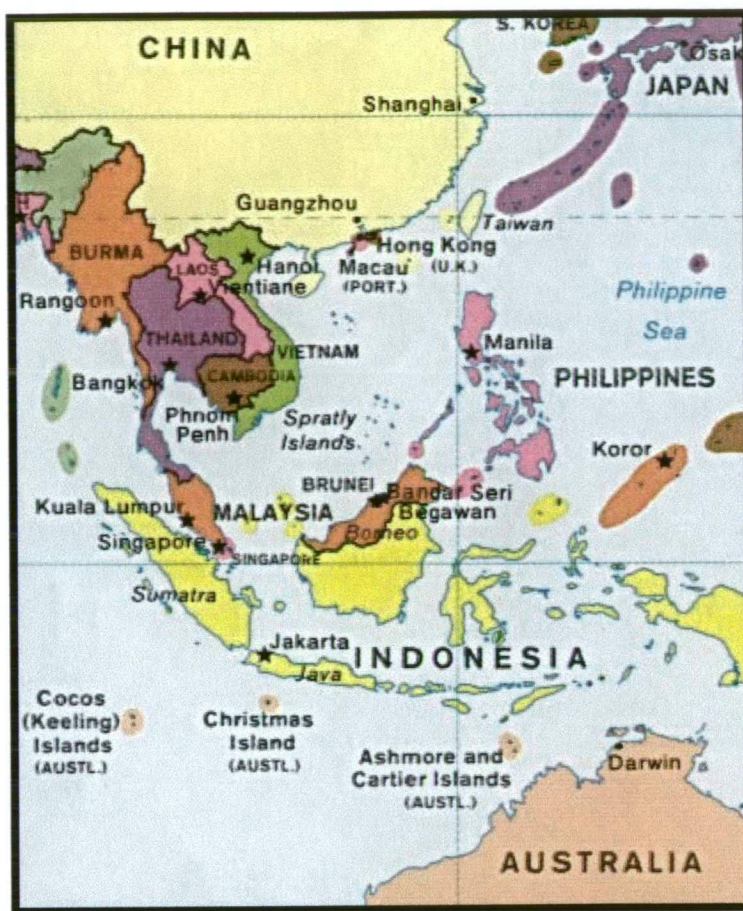 S. KOREA
CHINA
Osak
JAPAN
Shanghai
Guangzhou
Taiwan
H
BURMA
Hong Kong
(U.K.)
LAOS
Hanoi
Macau
(PORT.)
Vientiane
Rangoon
Philippine
Sea
THAILAND
Manila
VIETNAM
Bangkok
CAMBODIA
PHILIPPINES
Phnom
Penh
Spratly
Islands
Koror
BRUNEI
Bandar Seri
Begawan
Kuala Lumpur
MALAYSIA
Borneo
Singapore
SINGAPORE
Sumatra
Jakarta
INDONESIA
Java
Cocos
(Keeling)
Islands
(AUSTL.)
Christmas
Island
(AUSTL.)
Ashmore and
Cartier Islands
(AUSTL.)
Darwin
AUSTRALIA